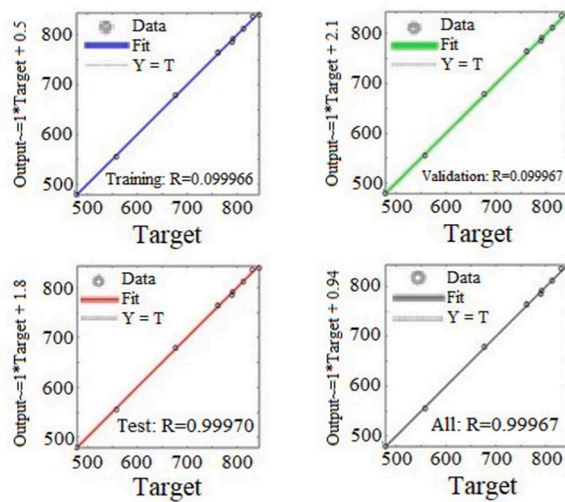 Output~=1*Target + 0.5
Data
Fit
Y = T
800
700
600
500
Training: R=0.099966
500 600 700 800
Target
Output~=1*Target + 2.1
Data
Fit
Y = T
800
700
600
500
Validation: R=0.099967
500 600 700 800
Target
Output~=1*Target + 1.8
Data
Fit
Y = T
800
700
600
500
Test: R=0.99970
500 600 700 800
Target
Output~=1*Target + 0.94
Data
Fit
Y = T
800
700
600
500
All: R=0.99967
500 600 700 800
Target